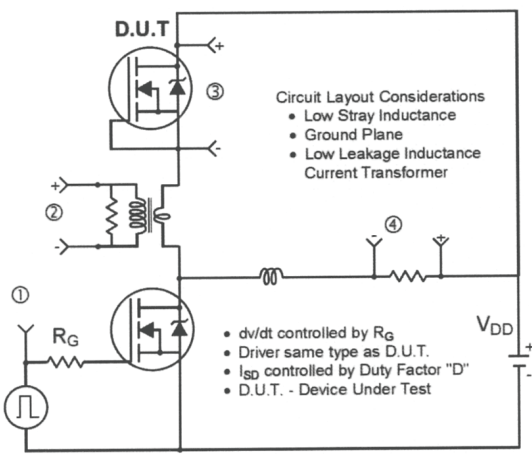 D.U.T
+
③
-
Circuit Layout Considerations
• Low Stray Inductance
• Ground Plane
• Low Leakage Inductance
Current Transformer
+
②
-
④
-
+
①
RG
• dv/dt controlled by RG
• Driver same type as D.U.T.
• ISD controlled by Duty Factor "D"
• D.U.T. - Device Under Test
VDD
+
-